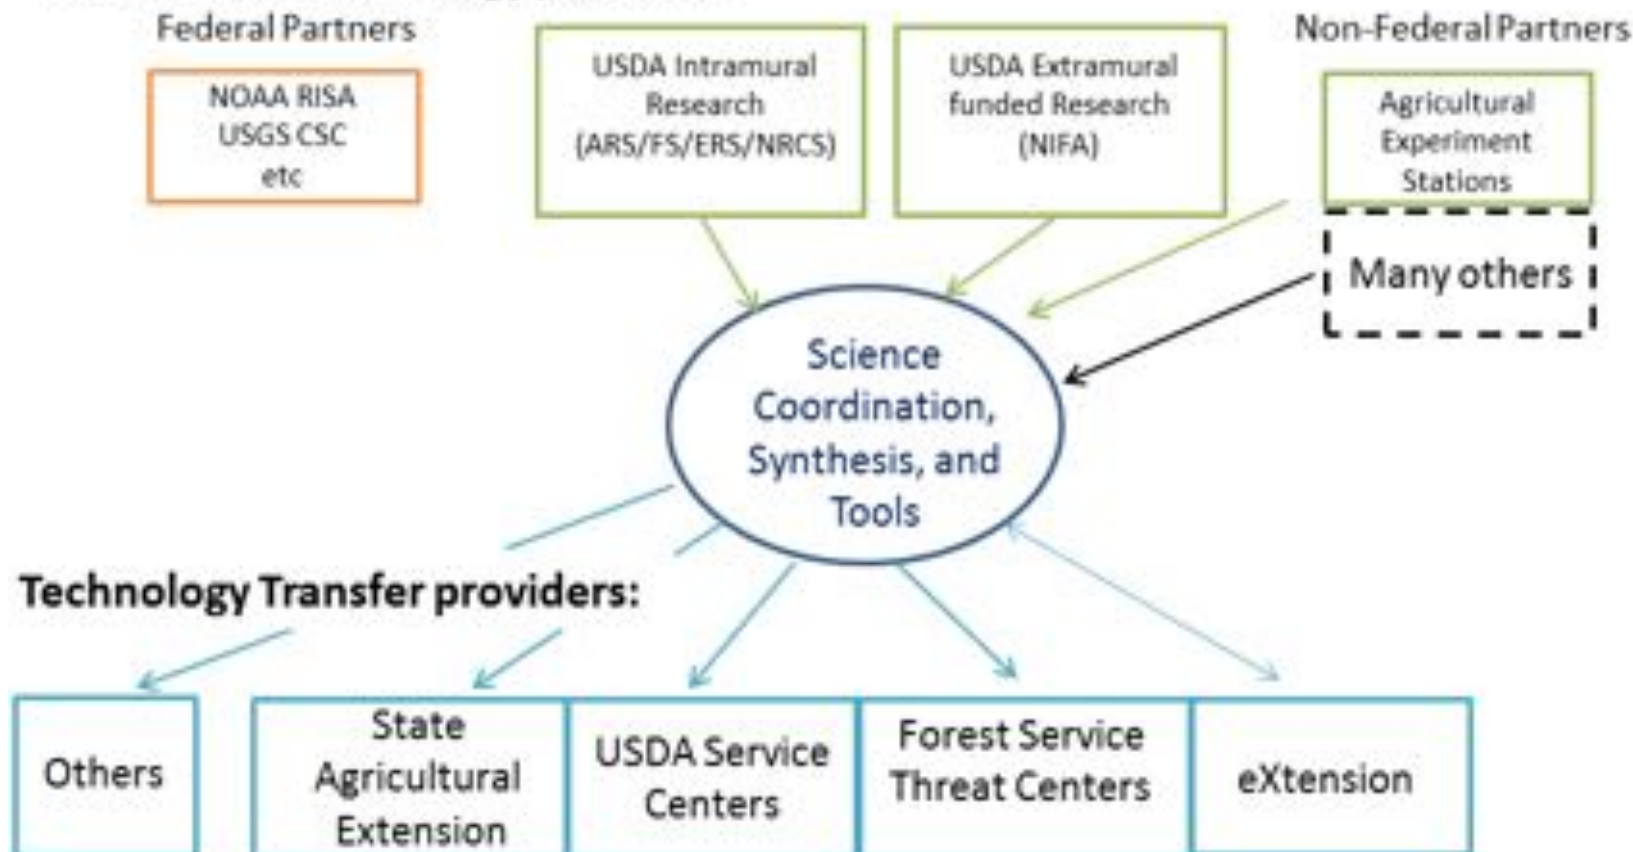 Federal Partners
NOAA RISA
USGS CSC
etc
USDA Intramural
Research
(ARS/FS/ERS/NRCS)
USDA Extramural
funded Research
(NIFA)
Non-Federal Partners
Agricultural
Experiment
Stations
Many others
Science
Coordination,
Synthesis, and
Tools
Technology Transfer providers:
Others
State
Agricultural
Extension
USDA Service
Centers
Forest Service
Threat Centers
eXtension